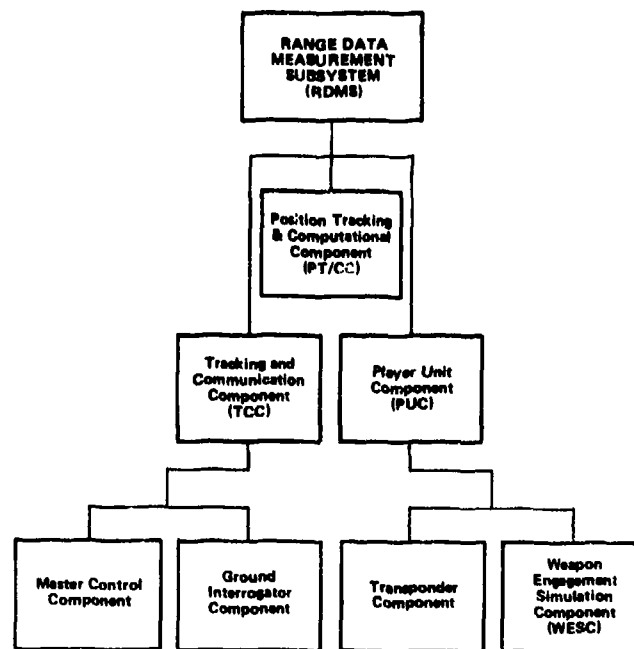 RANGE DATA
MEASUREMENT
SUBSYSTEM
(RDMS)
Position Tracking
& Computational
Component
(PT/CC)
Tracking and
Communication
Component
(TCC)
Player Unit
Component
(PUC)
Master Control
Component
Ground
Interrogator
Component
Transponder
Component
Weapon
Engagement
Simulation
Component
(WESC)